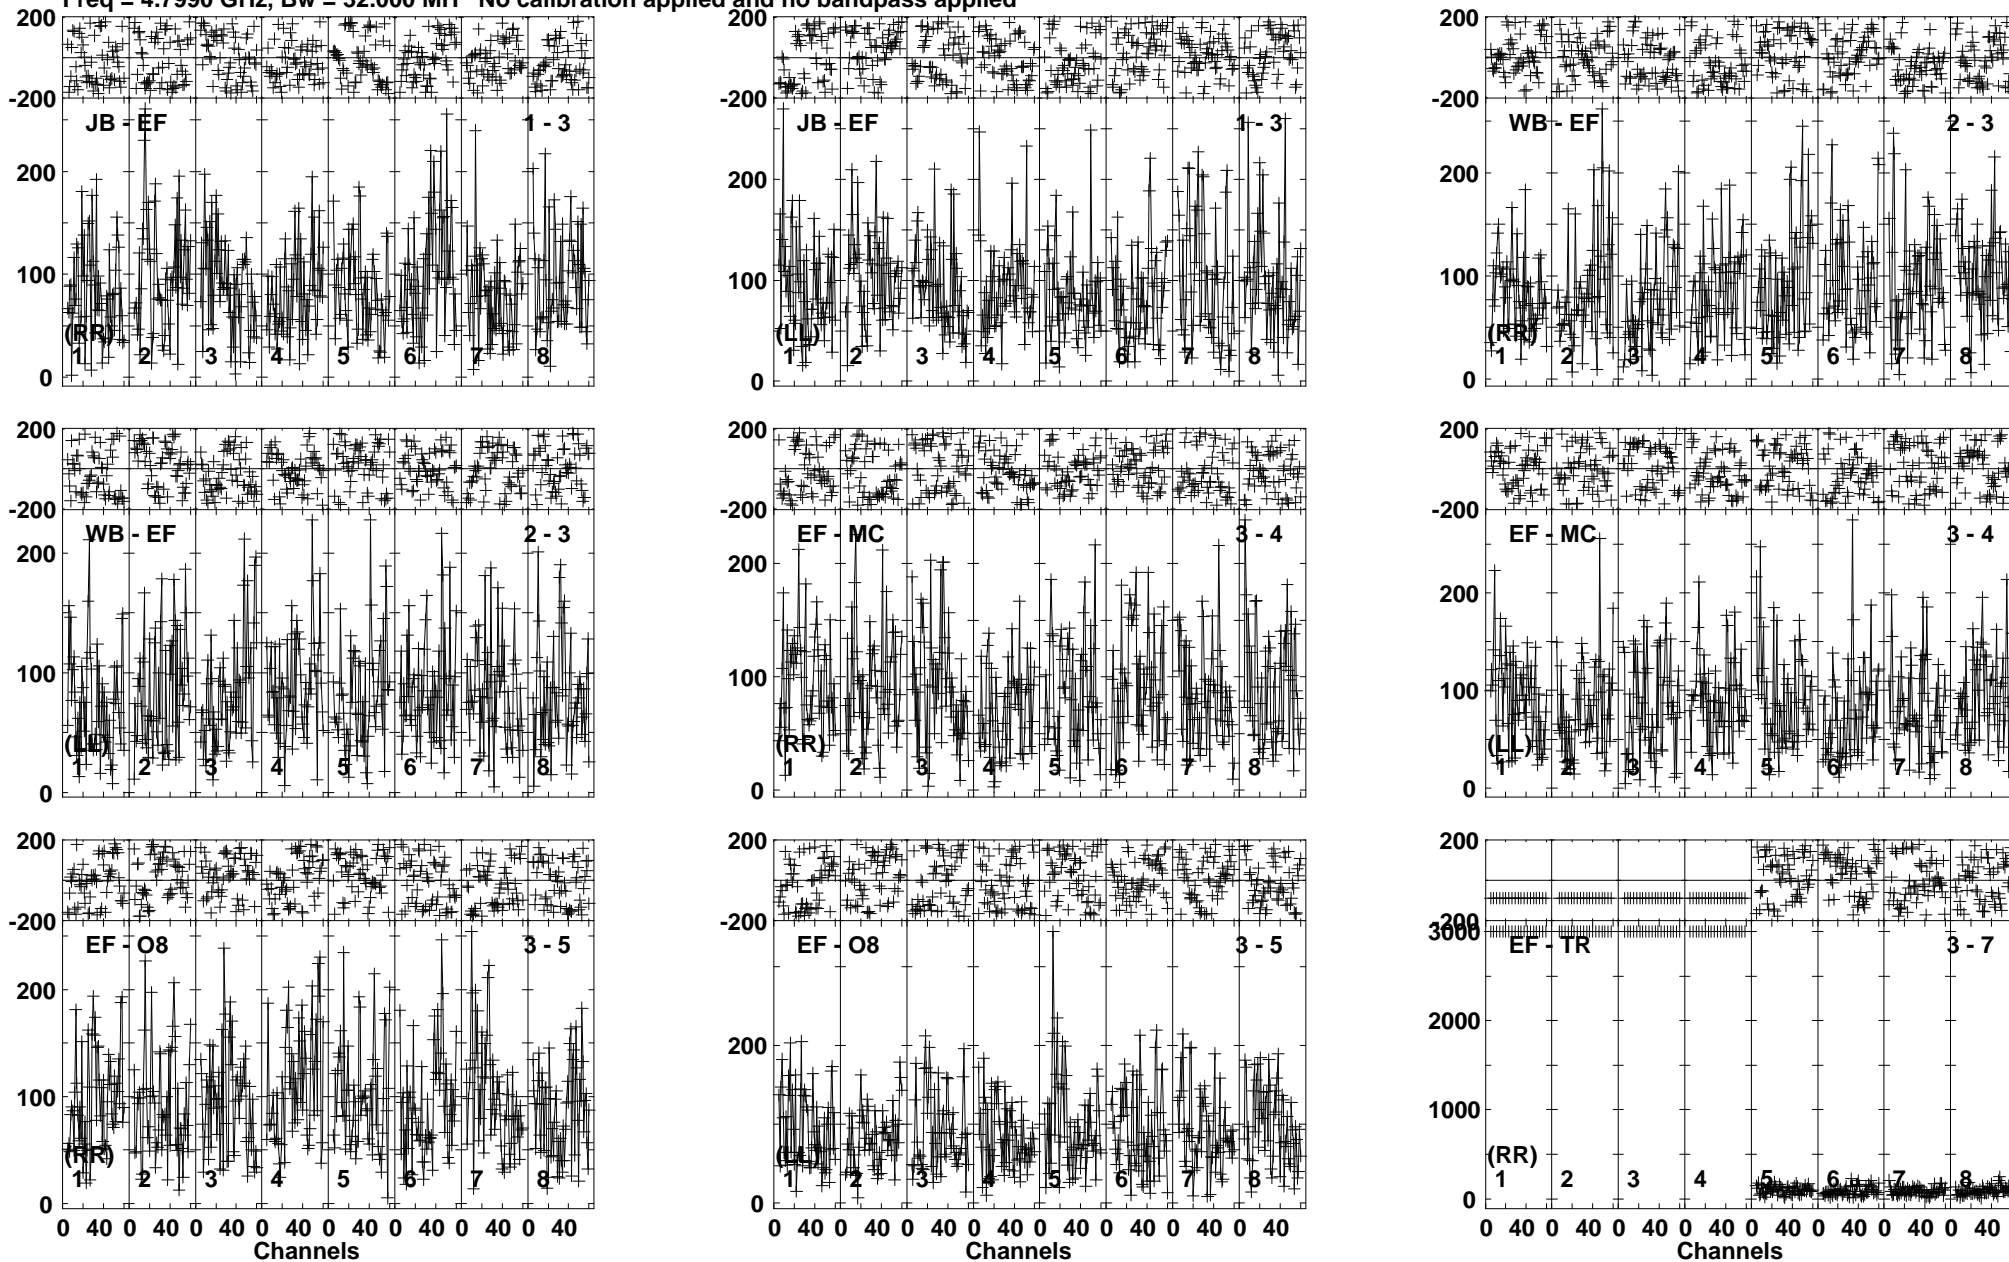 Freq = 4.7990 GHz, Bw = 32.000 MH No calibration applied and no bandpass applied
200 200 200
-200 -200 -200
JB - EF 1 - 3 JB - EF 1 - 3 WB - EF 2 - 3
200 200 200
100 100 100
(RR) (LL) (RR)
1 2 3 4 5 6 7 8 1 2 3 4 5 6 7 8 1 2 3 4 5 6 7 8
0 0 0
200 200 200
-200 -200 -200
WB - EF 2 - 3 EF - MC 3 - 4 EF - MC 3 - 4
200 200 200
100 100 100
(LL) (RR) (LL)
1 2 3 4 5 6 7 8 1 2 3 4 5 6 7 8 1 2 3 4 5 6 7 8
0 0 0
200 200 200
-200 -200 -200
3000
EF - O8 3 - 5 EF - O8 3 - 5 EF - TR 3 - 7
200 200 2000
100 1000
(RR) (LL) (RR)
1 2 3 4 5 6 7 8 1 2 3 4 5 6 7 8 1 2 3 4 5 6 7 8
0 0 0
0 40 0 40 0 40 0 40 0 40 0 40 0 40 0 40 0 40 0 40 0 40 0 40 0 40 0 40 0 40 0 40 0 40 0 40 0 40 0 40 0 40 0 40 0 40 0 40
Channels Channels Channels